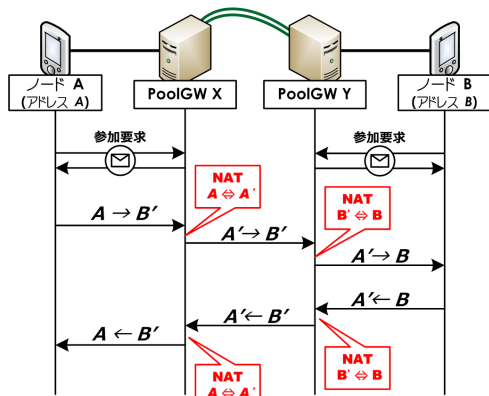 ノード A
(アドレス A)
PoolGW X
PoolGW Y
ノード B
(アドレス B)
参加要求
参加要求
NAT
A ⇔ A'
A → B'
NAT
B' ⇔ B
A'→ B'
A'→ B
A'← B
A'← B'
A ← B'
NAT
B' ⇔ B
NAT
A ⇔ A'